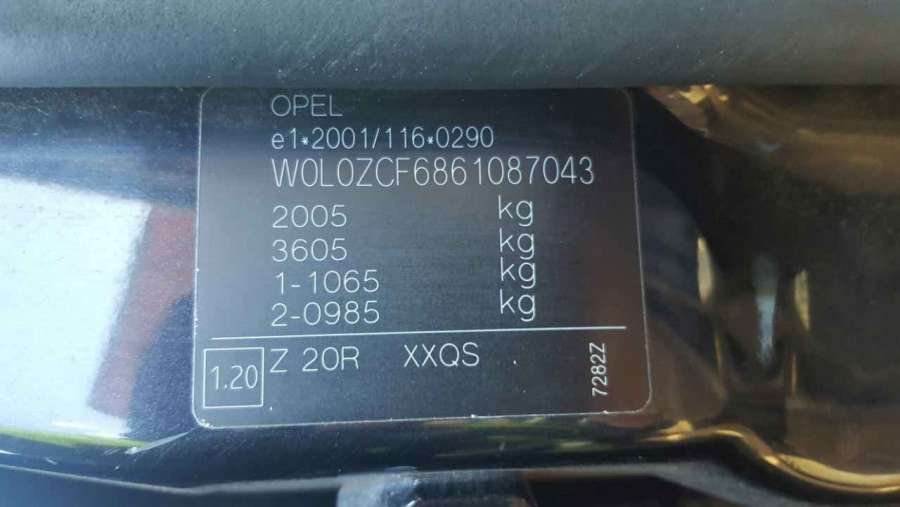 OPEL
e1*2001/116*0290
W0L0ZCF6861087043
2005 kg
3605 kg
1-1065 kg
2-0985 kg
1.20 Z 20R XXQS 7282Z